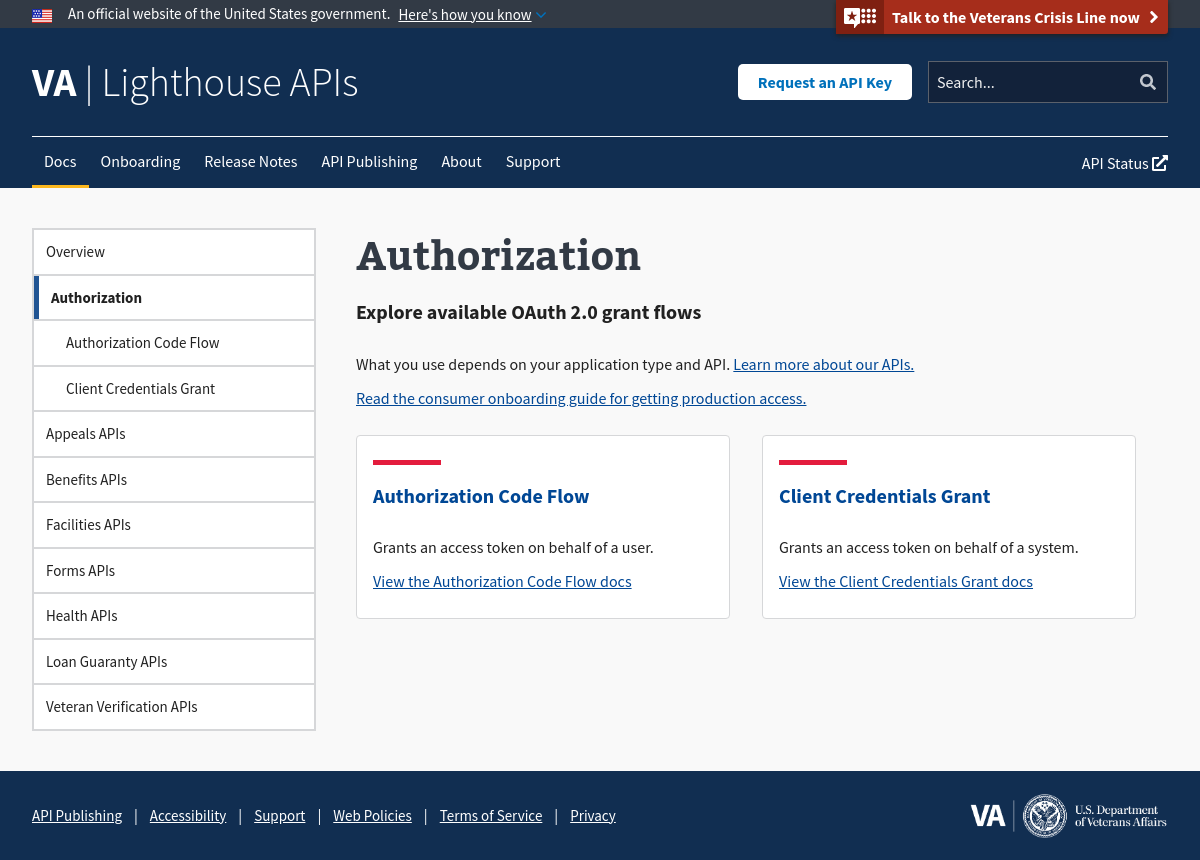 An official website of the United States government. Here's how you know
Talk to the Veterans Crisis Line now
VA | Lighthouse APIs
Request an API Key
Search...
Docs Onboarding Release Notes API Publishing About Support
API Status
Overview
Authorization
Authorization Code Flow
Client Credentials Grant
Appeals APIs
Benefits APIs
Facilities APIs
Forms APIs
Health APIs
Loan Guaranty APIs
Veteran Verification APIs
Authorization
Explore available OAuth 2.0 grant flows
What you use depends on your application type and API. Learn more about our APIs.
Read the consumer onboarding guide for getting production access.
Authorization Code Flow
Grants an access token on behalf of a user.
View the Authorization Code Flow docs
Client Credentials Grant
Grants an access token on behalf of a system.
View the Client Credentials Grant docs
API Publishing | Accessibility | Support | Web Policies | Terms of Service | Privacy
VA
U.S. Department
of Veterans Affairs